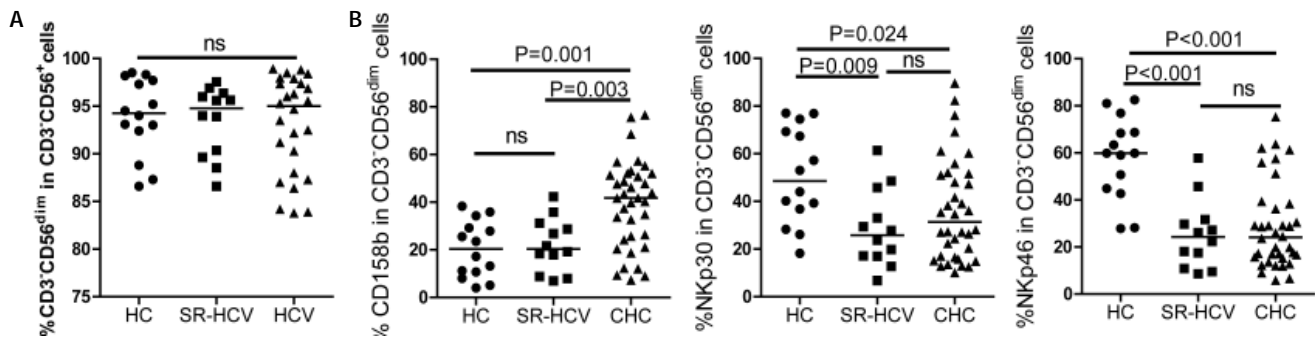 A
%CD3⁻CD56ᵈⁱᵐ in CD3⁻CD56⁺ cells
100
95
90
85
80
75
ns
HC SR-HCV HCV
B
% CD158b in CD3⁻CD56ᵈⁱᵐ cells
100
80
60
40
20
0
P=0.001
P=0.003
ns
HC SR-HCV CHC
%NKp30 in CD3⁻CD56ᵈⁱᵐ cells
100
80
60
40
20
0
P=0.024
P=0.009 ns
HC SR-HCV CHC
%NKp46 in CD3⁻CD56ᵈⁱᵐ cells
100
80
60
40
20
0
P<0.001
P<0.001
ns
HC SR-HCV CHC